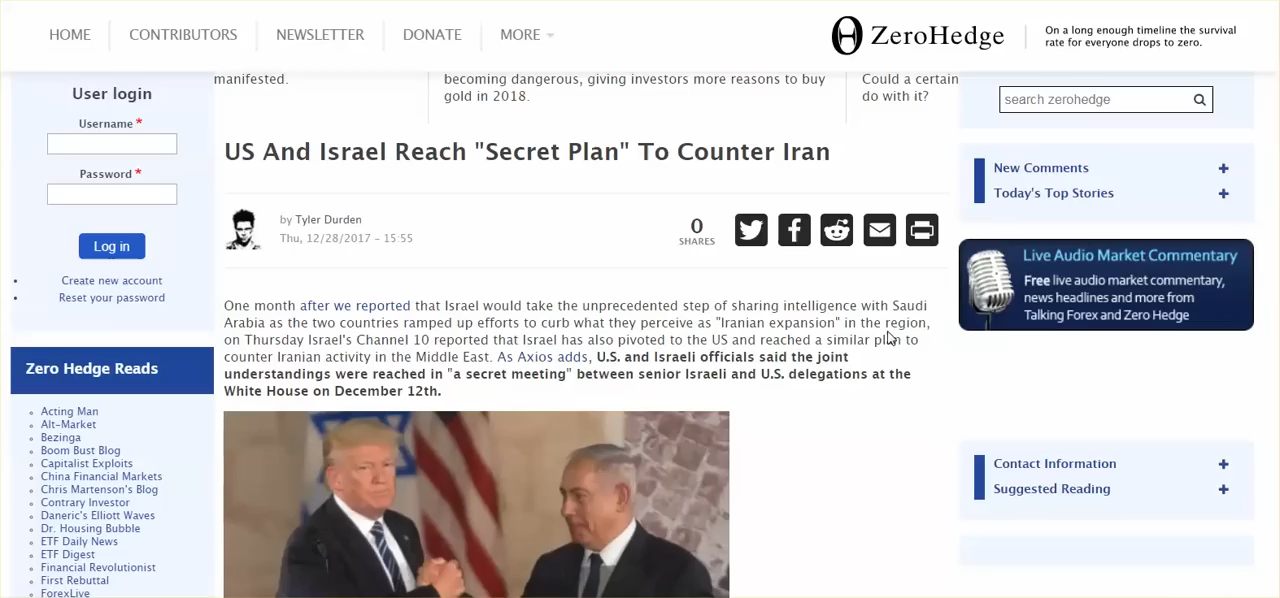 HOME
CONTRIBUTORS
NEWSLETTER
DONATE
MORE
ZeroHedge
On a long enough timeline the survival
rate for everyone drops to zero.
manifested.
becoming dangerous, giving investors more reasons to buy
gold in 2018.
Could a certain
do with it?
User login
Username *
Password *
Log in
Create new account
Reset your password
Zero Hedge Reads
Acting Man
Alt-Market
Bezinga
Boom Bust Blog
Capitalist Exploits
China Financial Markets
Chris Martenson's Blog
Contrary Investor
Daneric's Elliott Waves
Dr. Housing Bubble
ETF Daily News
ETF Digest
Financial Revolutionist
First Rebuttal
ForexLive
US And Israel Reach "Secret Plan" To Counter Iran
by Tyler Durden
Thu, 12/28/2017 - 15:55
0
SHARES
One month after we reported that Israel would take the unprecedented step of sharing intelligence with Saudi
Arabia as the two countries ramped up efforts to curb what they perceive as "Iranian expansion" in the region,
on Thursday Israel's Channel 10 reported that Israel has also pivoted to the US and reached a similar plan to
counter Iranian activity in the Middle East. As Axios adds, U.S. and Israeli officials said the joint
understandings were reached in "a secret meeting" between senior Israeli and U.S. delegations at the
White House on December 12th.
search zerohedge
New Comments
Today's Top Stories
Live Audio Market Commentary
Free live audio market commentary,
news headlines and more from
Talking Forex and Zero Hedge
Contact Information
Suggested Reading